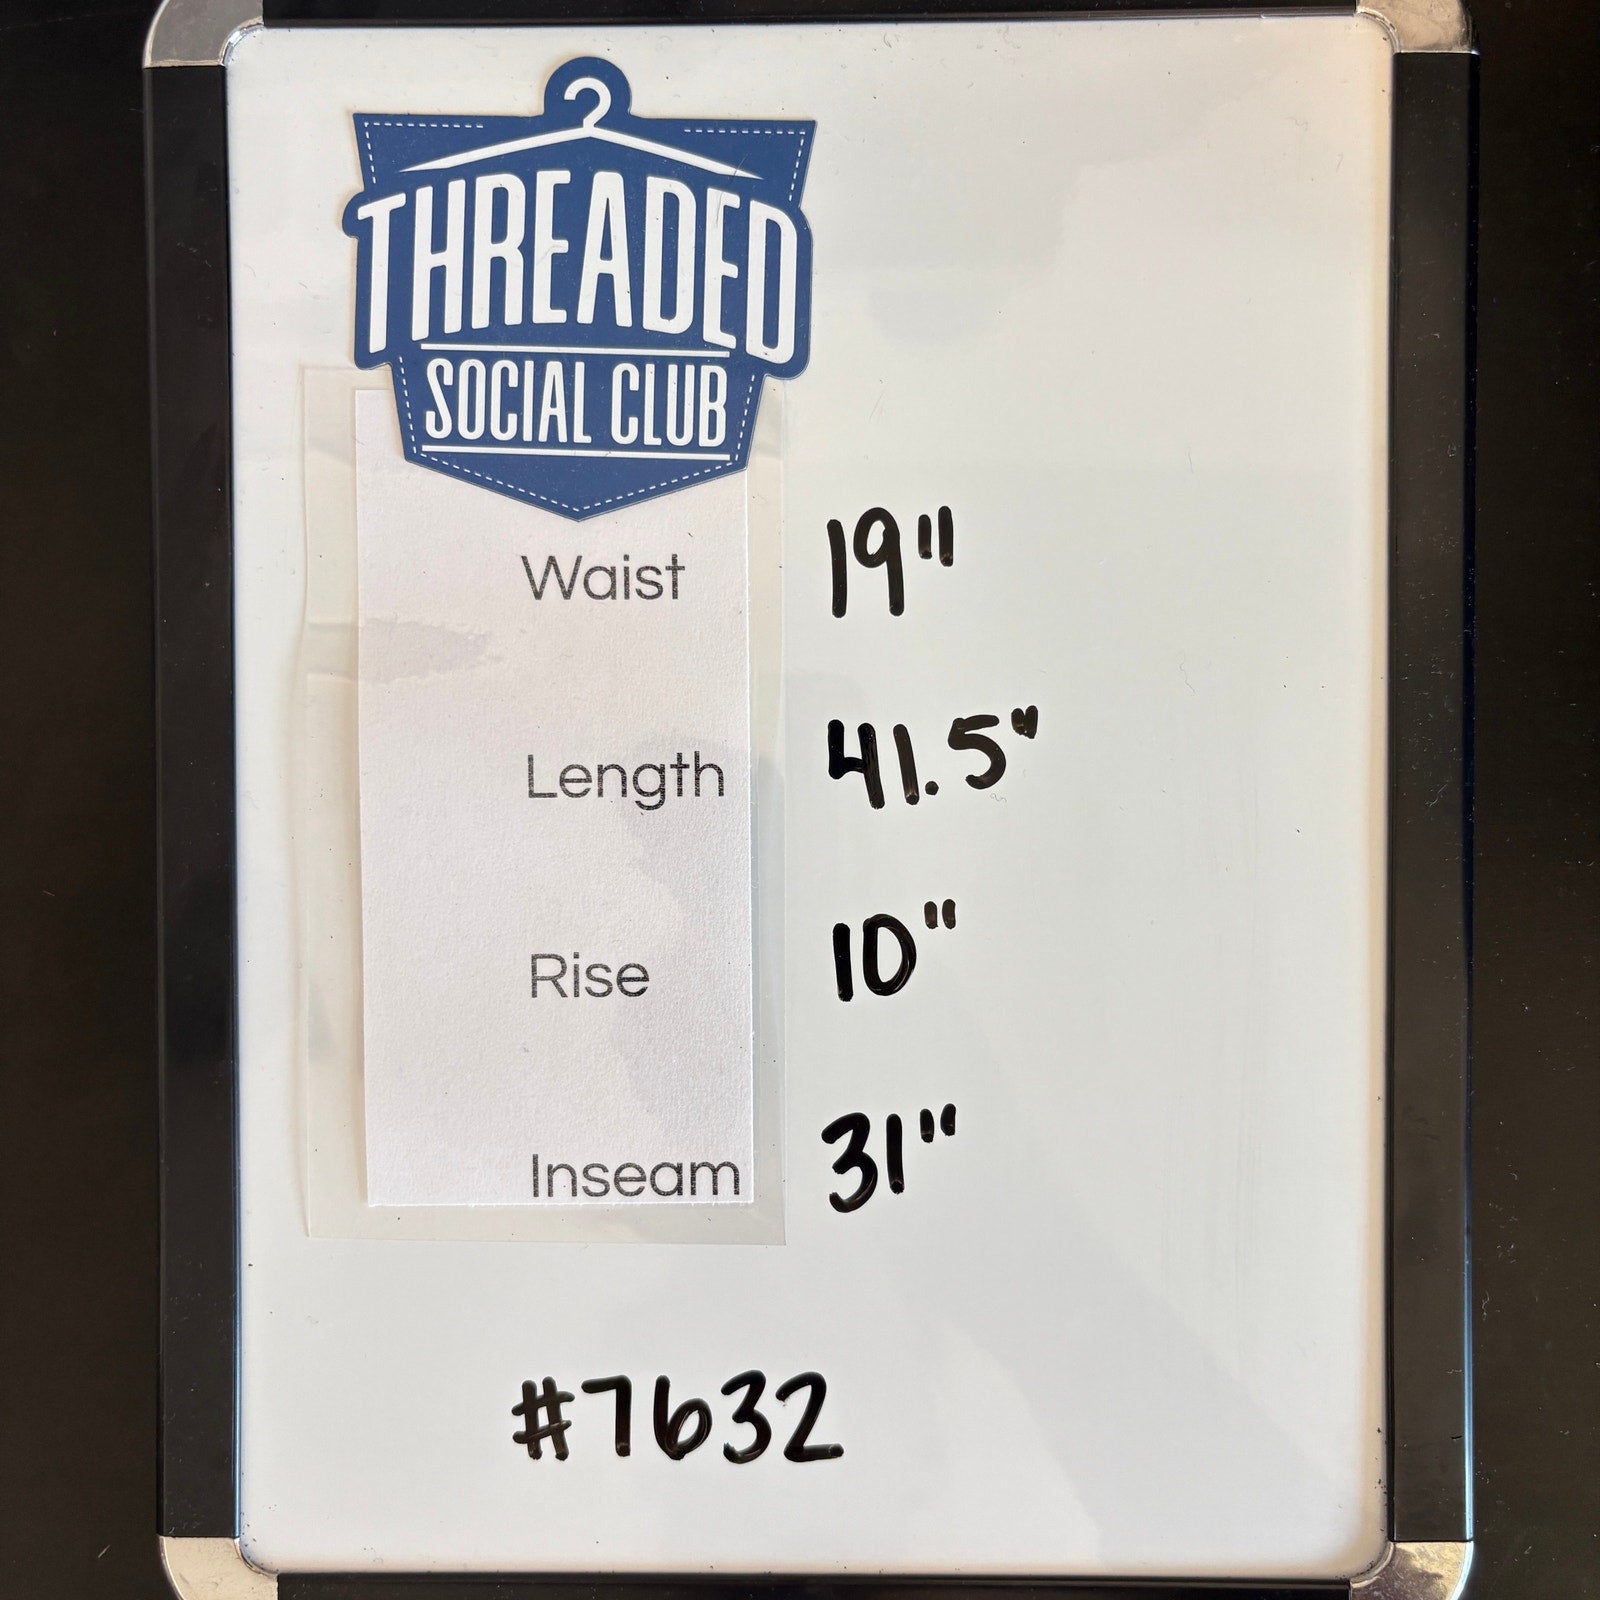 THREADED
SOCIAL CLUB
Waist 19"
Length 41.5"
Rise 10"
Inseam 31"
#7632